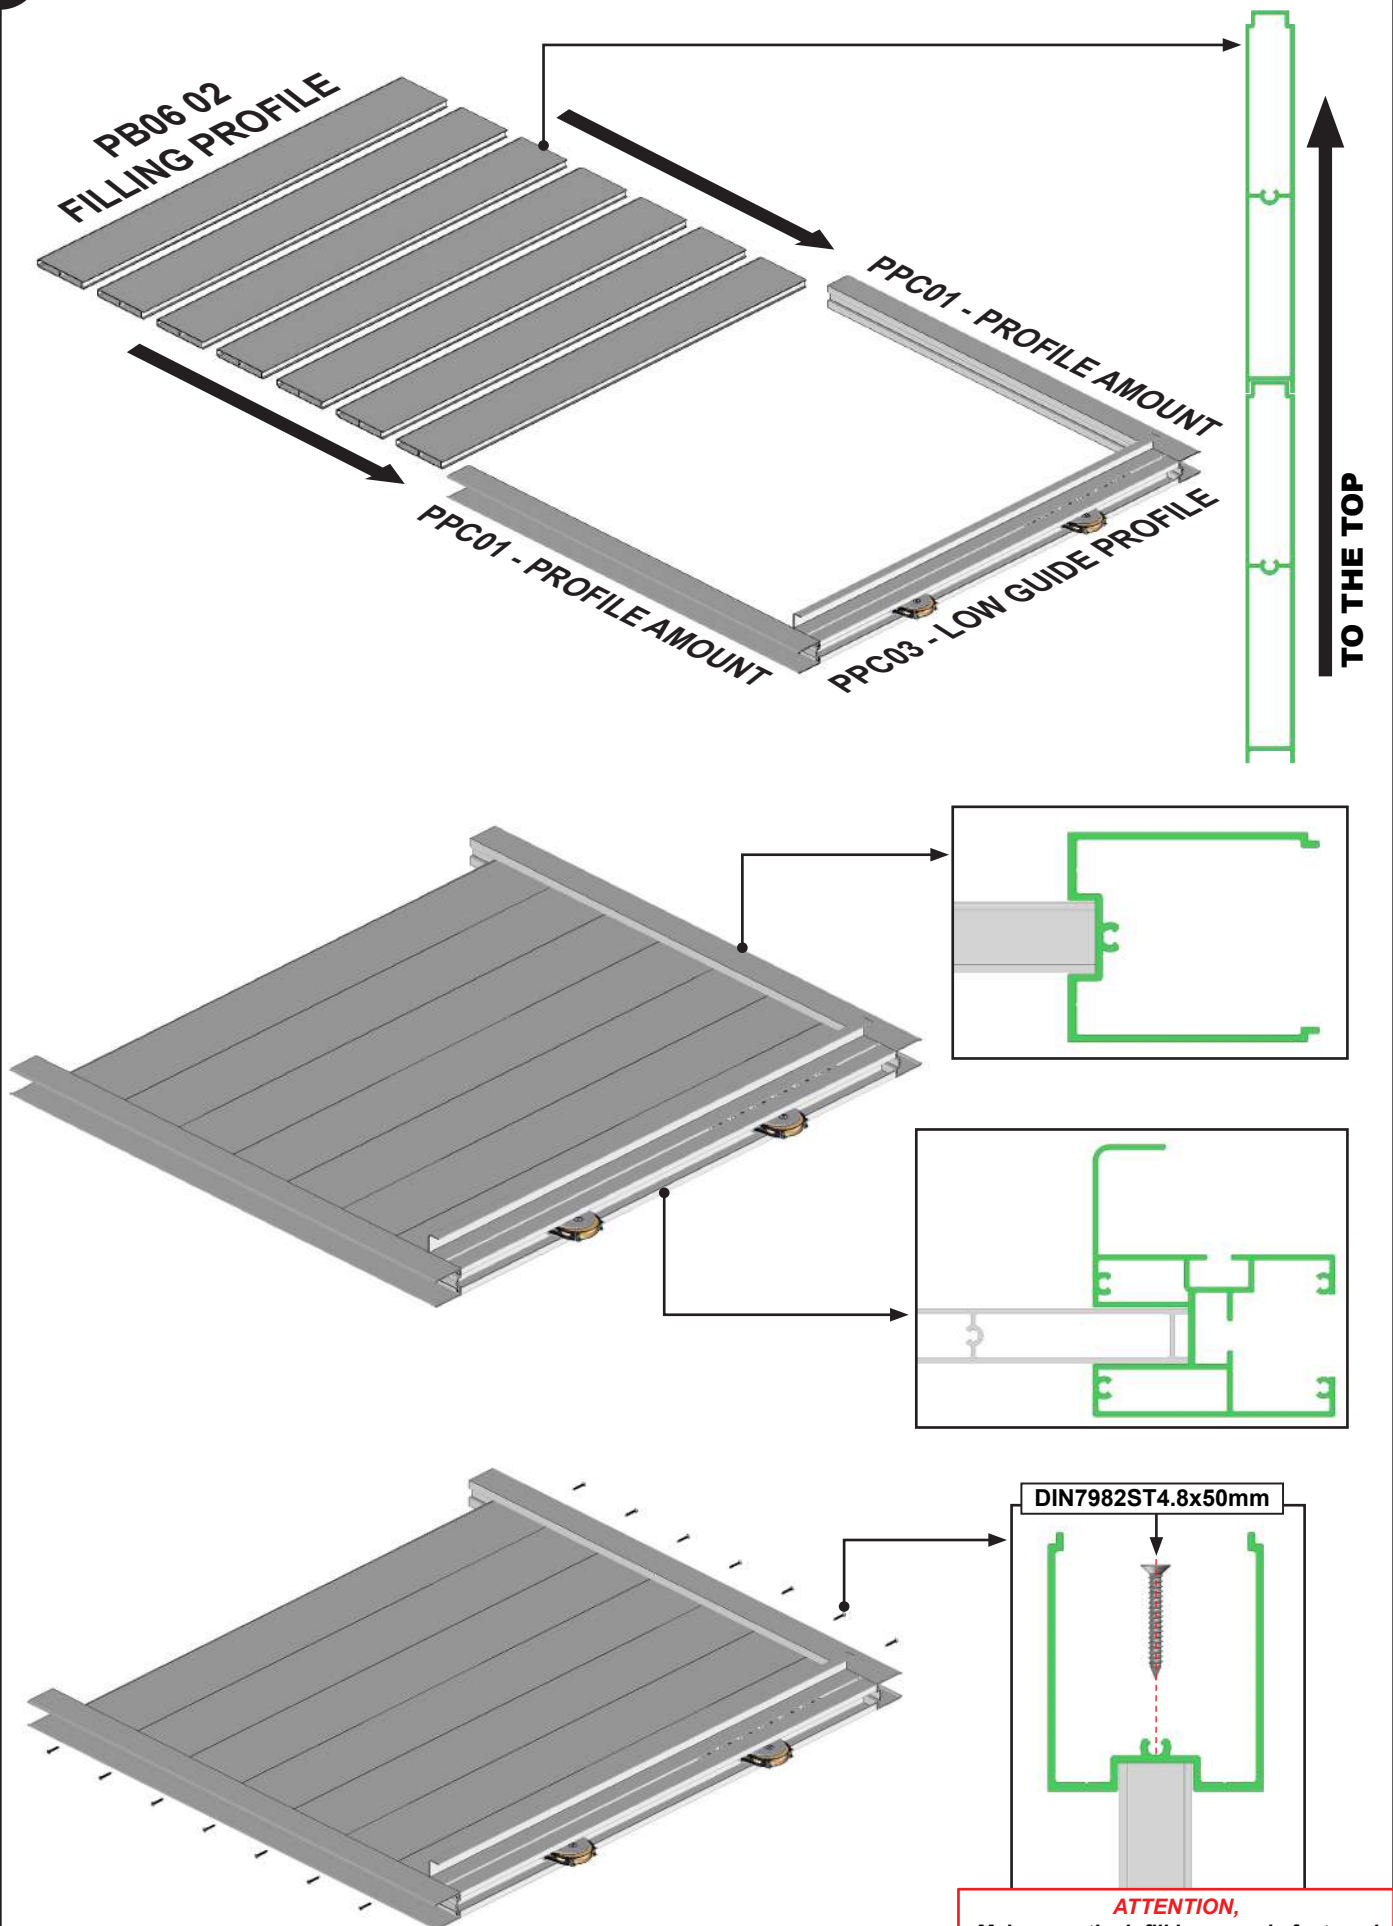 PB06 02
FILLING PROFILE
PPC01 - PROFILE AMOUNT
PPC01 - PROFILE AMOUNT
PPC03 - LOW GUIDE PROFILE
TO THE TOP
DIN7982ST4.8x50mm
ATTENTION,